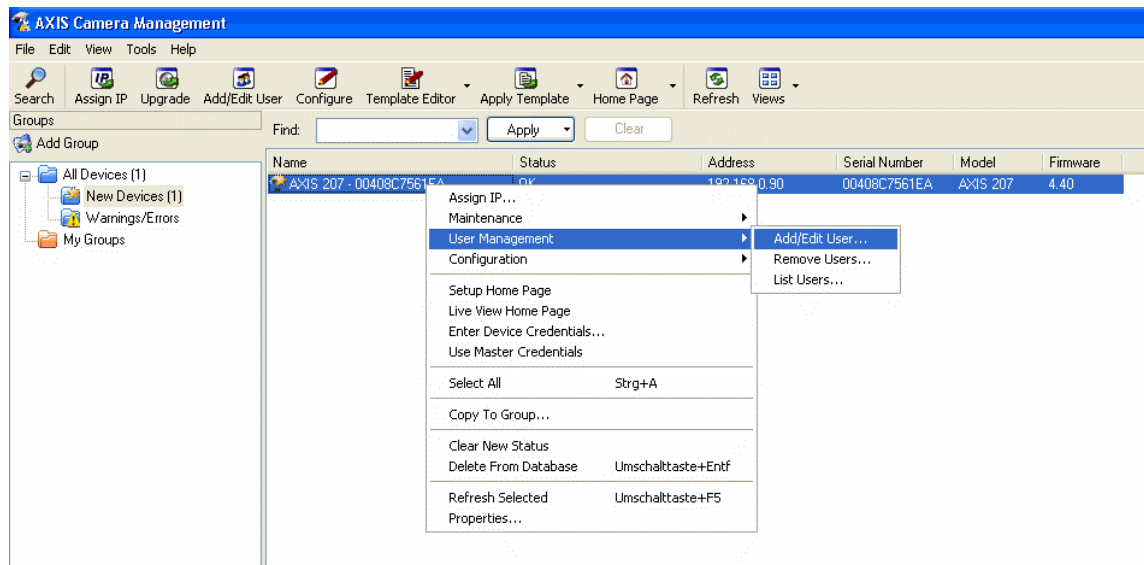 AXIS Camera Management
File Edit View Tools Help
Search Assign IP Upgrade Add/Edit User Configure Template Editor Apply Template Home Page Refresh Views
Groups
Add Group
Find: Apply Clear
All Devices (1)
New Devices (1)
Warnings/Errors
My Groups
Name Status Address Serial Number Model Firmware
AXIS 207 - 00408C7561EA OK 192.168.0.90 00408C7561EA AXIS 207 4.40
Assign IP...
Maintenance
User Management
Configuration
Setup Home Page
Live View Home Page
Enter Device Credentials...
Use Master Credentials
Select All Strg+A
Copy To Group...
Clear New Status
Delete From Database Umschalttaste+Entf
Refresh Selected Umschalttaste+F5
Properties...
Add/Edit User...
Remove Users...
List Users...